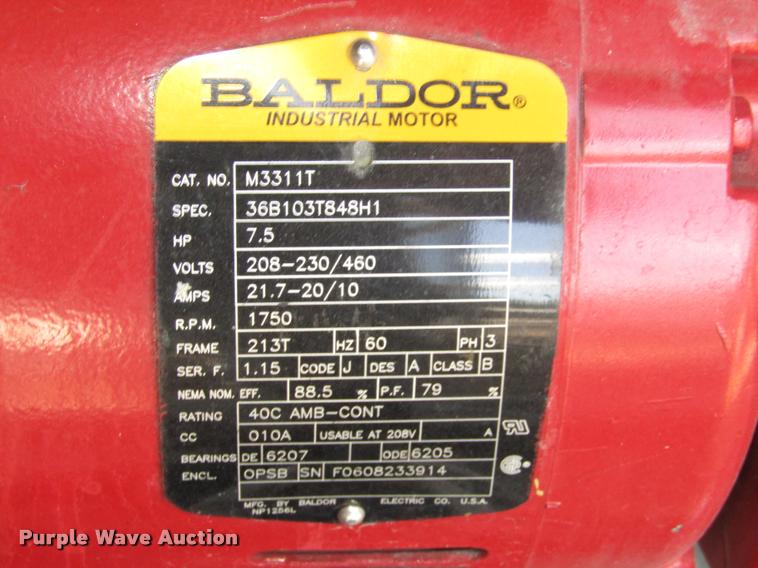 BALDOR®
INDUSTRIAL MOTOR
CAT. NO. M3311T
SPEC. 36B103T848H1
HP 7.5
VOLTS 208-230/460
AMPS 21.7-20/10
R.P.M. 1750
FRAME 213T HZ 60 PH 3
SER. F. 1.15 CODE J DES A CLASS B
NEMA NOM. EFF. 88.5 % P.F. 79 %
RATING 40C AMB-CONT
CC 010A USABLE AT 208V A
BEARINGS DE 6207 ODE 6205
ENCL. OPSB SN F0608233914
MFG. BY BALDOR ELECTRIC CO. U.S.A.
NP1256L
Purple Wave Auction